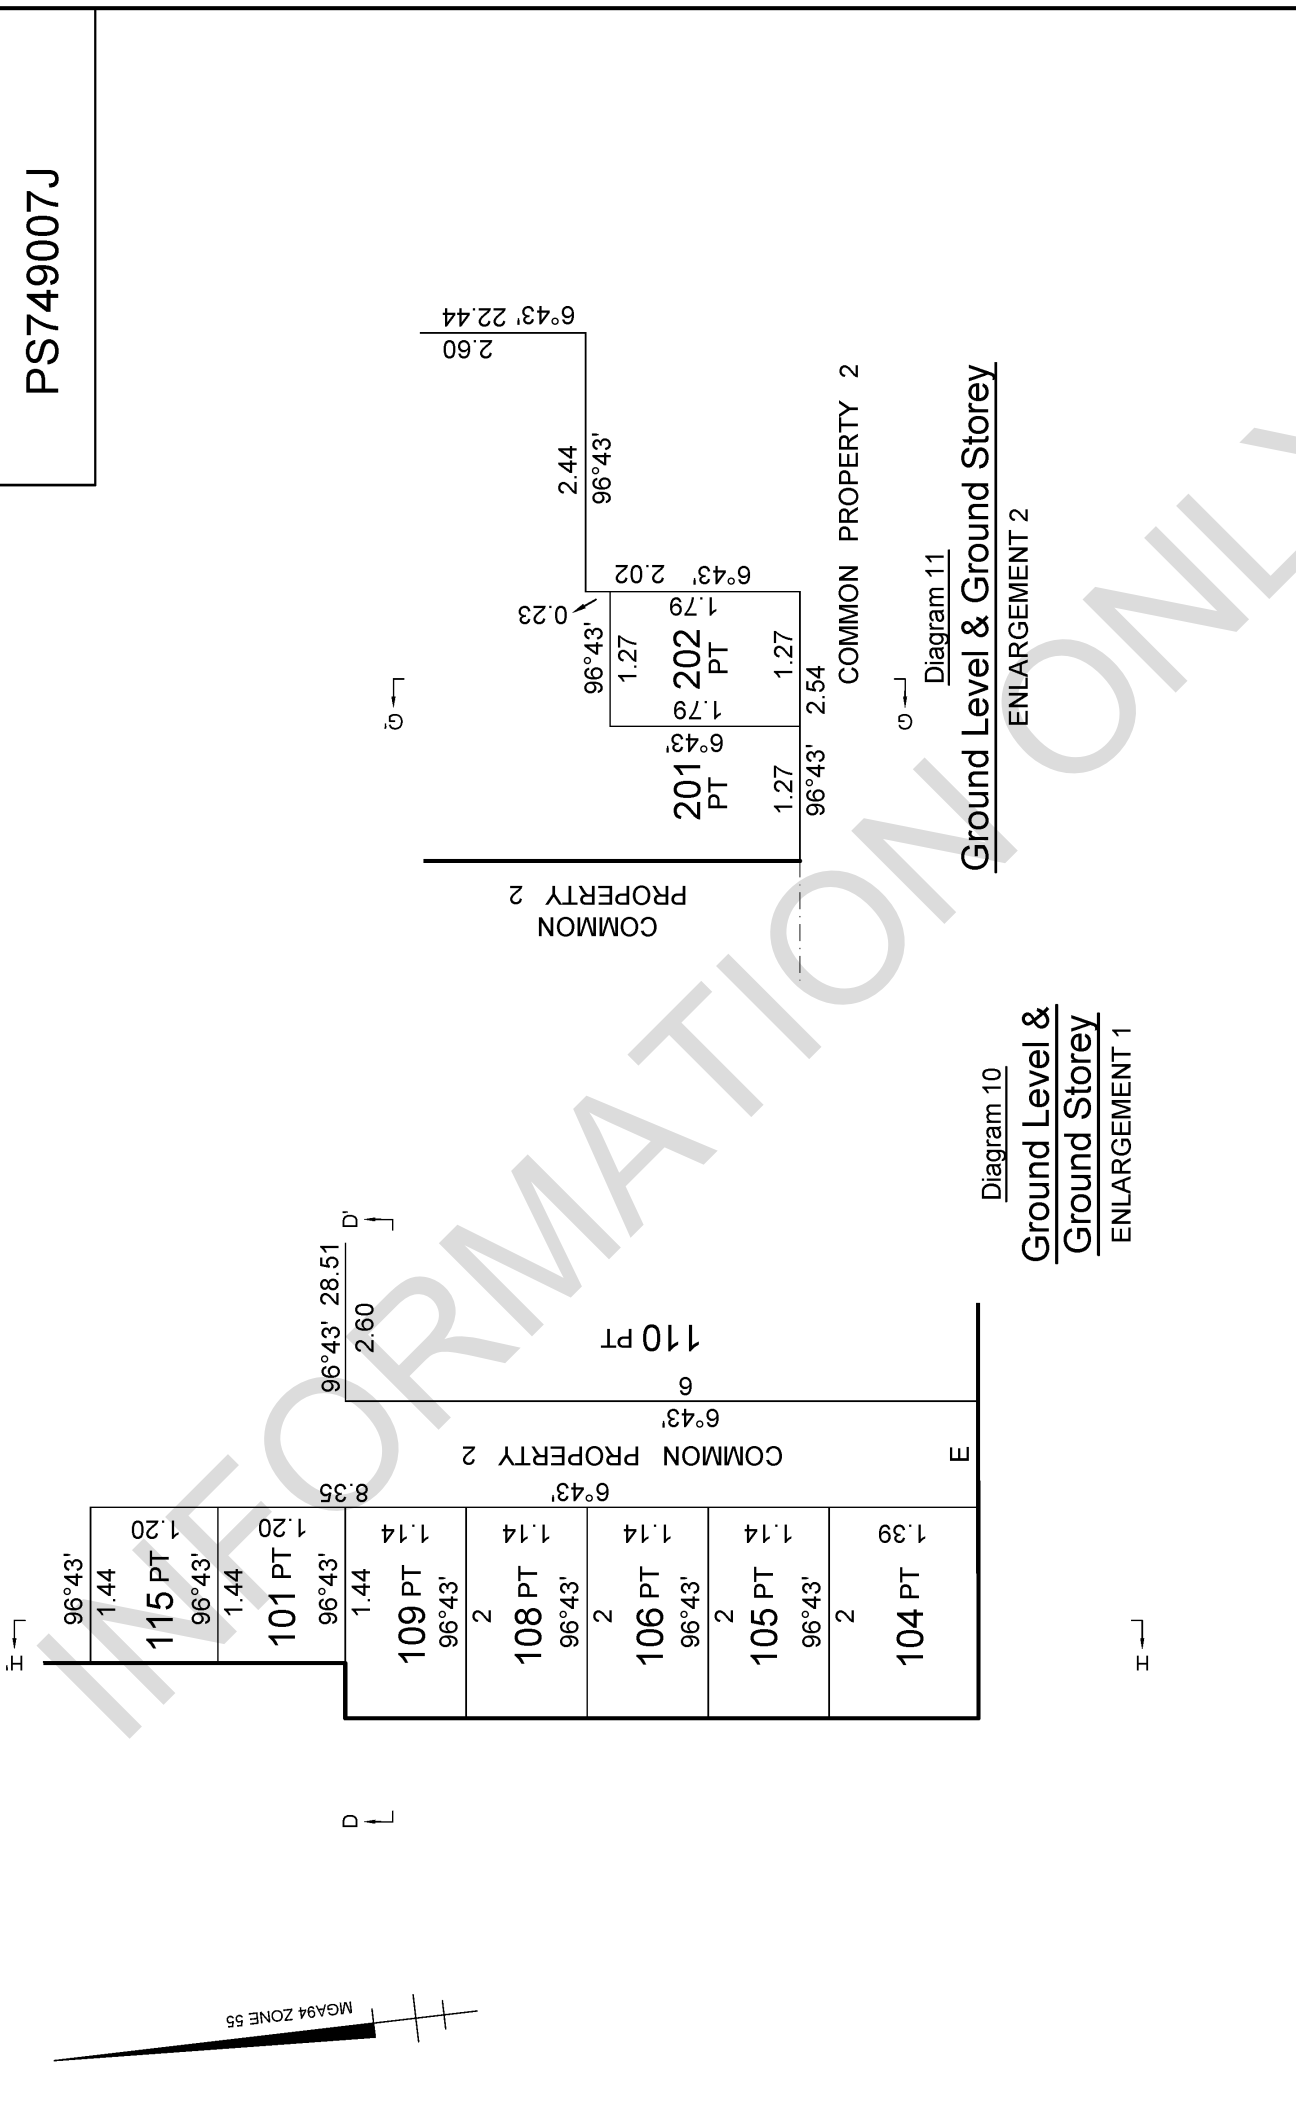 PS749007J
H'
96°43'
1.44
115 PT
1.20
96°43'
1.44
101 PT
1.20
96°43'
1.44
8.35
109 PT
1.14
96°43'
2
108 PT
1.14
96°43'
2
106 PT
1.14
96°43'
2
105 PT
1.14
96°43'
2
104 PT
1.39
6°43'
COMMON PROPERTY 2
E
6°43'
6
110 PT
96°43' 28.51
2.60
D'
D
H
MGA94 ZONE 55
Diagram 10
Ground Level &
Ground Storey
ENLARGEMENT 1
COMMON
PROPERTY 2
G'
201
PT
6°43'
1.27
96°43'
96°43'
1.27
202
PT
1.79
1.79
1.27
2.54
0.23
2.02
6°43'
2.44
96°43'
2.60
6°43' 22.44
COMMON PROPERTY 2
G
Diagram 11
Ground Level & Ground Storey
ENLARGEMENT 2
INFORMATION ONLY